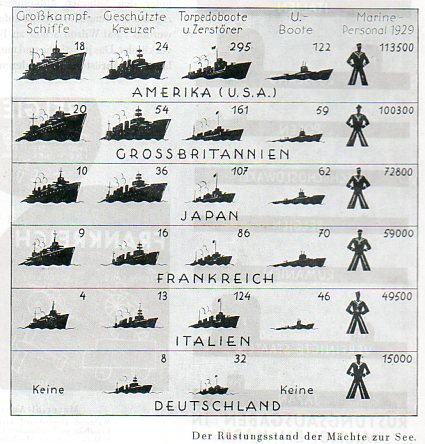 Großkampf- Geschützte Torpedoboote U.- Marine-
Schiffe Kreuzer u. Zerstörer Boote Personal 1929
18 24 295 122 113500
AMERIKA (U.S.A.)
20 54 161 59 100300
GROSSBRITANNIEN
10 36 107 62 72800
JAPAN
9 16 86 70 59000
FRANKREICH
4 13 124 46 49500
ITALIEN
Keine 8 32 Keine 15000
DEUTSCHLAND
Der Rüstungsstand der Mächte zur See.